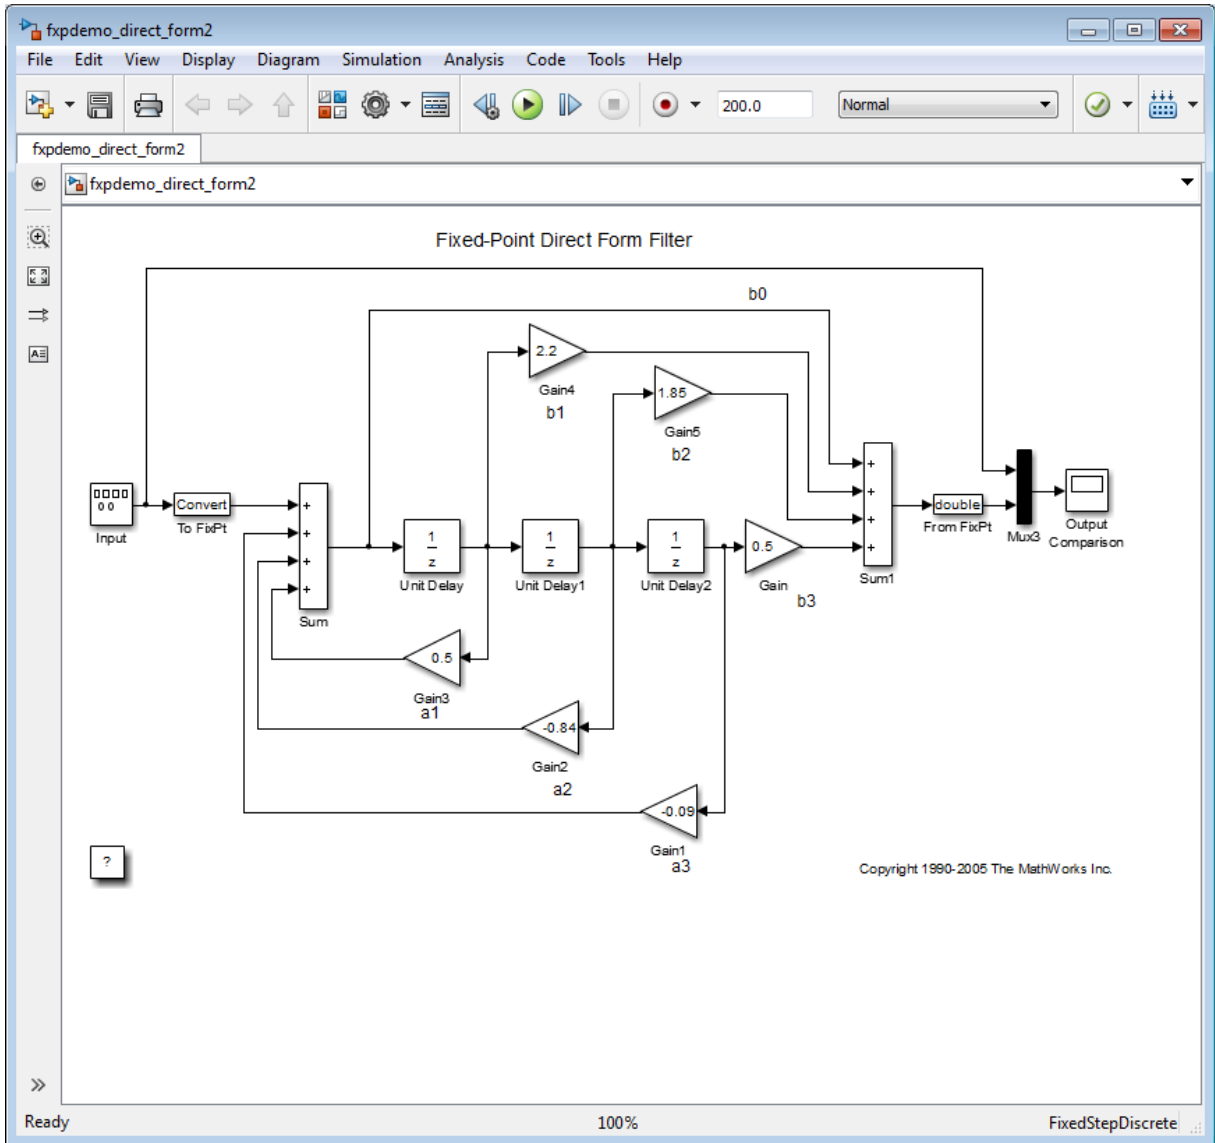 fxpdemo_direct_form2
File Edit View Display Diagram Simulation Analysis Code Tools Help
200.0 Normal
fxpdemo_direct_form2
fxpdemo_direct_form2
Fixed-Point Direct Form Filter
b0
2.2
Gain4
b1
1.85
Gain5
b2
Input
Convert
To FixPt
+
+
+
+
Sum
1
z
Unit Delay
1
z
Unit Delay1
1
z
Unit Delay2
0.5
Gain
b3
+
+
+
+
Sum1
double
From FixPt
Mux3
Output
Comparison
0.5
Gain3
a1
-0.84
Gain2
a2
-0.09
Gain1
a3
?
Copyright 1990-2005 The MathWorks Inc.
Ready 100% FixedStepDiscrete